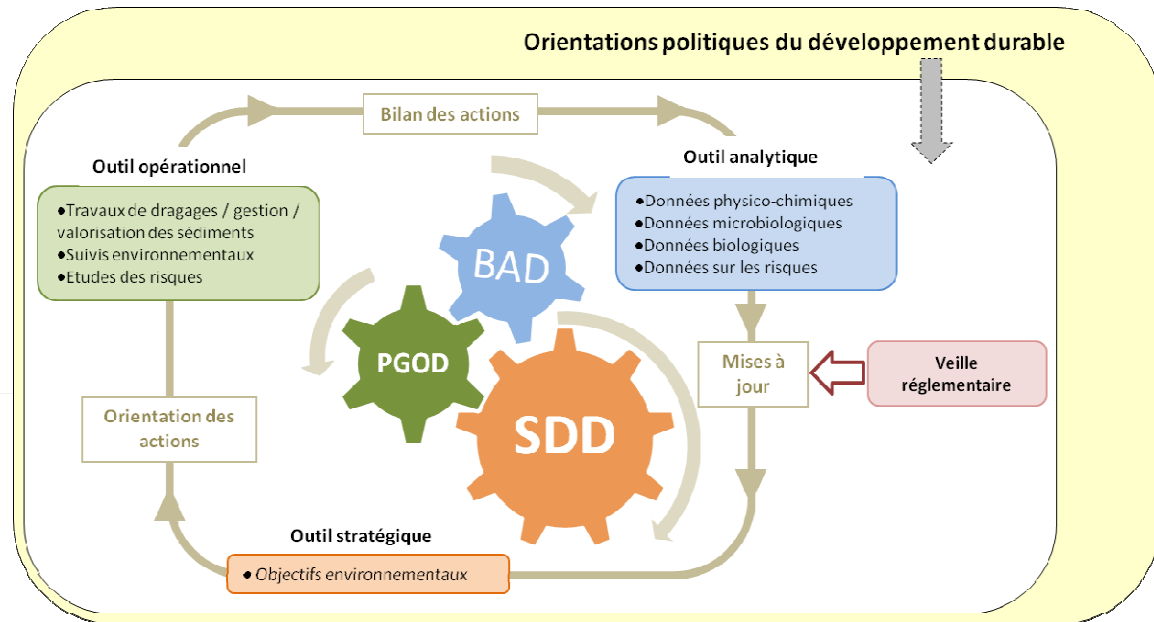 Orientations politiques du développement durable
Bilan des actions
Outil opérationnel
●Travaux de dragages / gestion /
valorisation des sédiments
●Suivis environnementaux
●Etudes des risques
Outil analytique
●Données physico-chimiques
●Données microbiologiques
●Données biologiques
●Données sur les risques
BAD
PGOD
SDD
Mises à
jour
Veille
réglementaire
Orientation des
actions
Outil stratégique
● Objectifs environnementaux